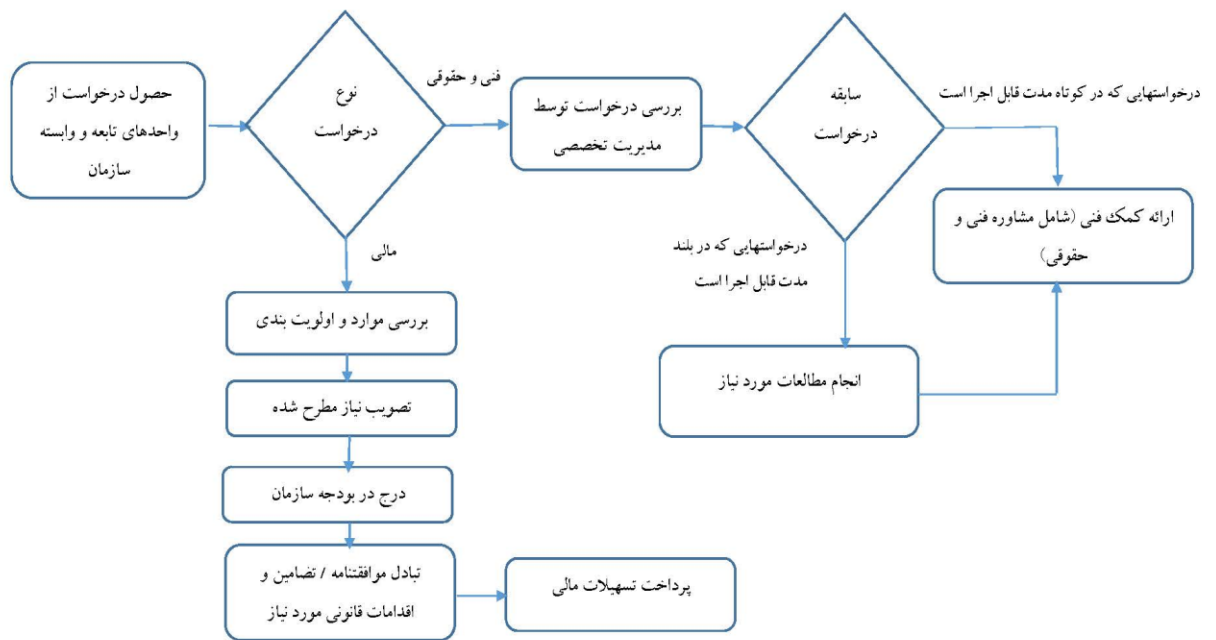 حصول درخواست از
واحدهای تابعه و وابسته
سازمان
نوع
درخواست
فنی و حقوقی
بررسی درخواست توسط
مدیریت تخصصی
سابقه
درخواست
درخواستهایی که در کوتاه مدت قابل اجرا است
ارائه کمک فنی (شامل مشاوره فنی و
حقوقی)
درخواستهایی که در بلند
مدت قابل اجرا است
انجام مطالعات مورد نیاز
مالی
بررسی موارد و اولویت بندی
تصویب نیاز مطرح شده
درج در بودجه سازمان
تبادل موافقتنامه / تضامین و
اقدامات قانونی مورد نیاز
پرداخت تسهیلات مالی